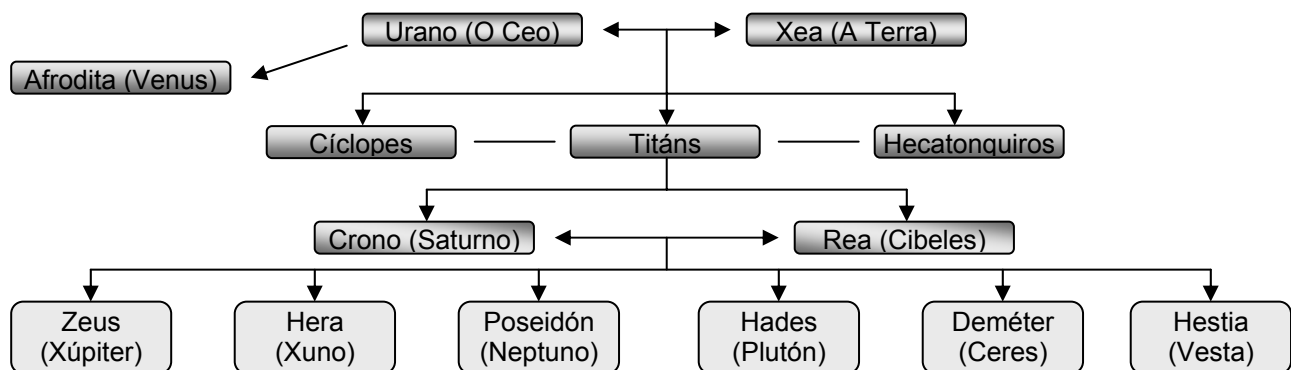 Urano (O Ceo)
Xea (A Terra)
Afrodita (Venus)
Cíclopes
Titáns
Hecatonquiros
Crono (Saturno)
Rea (Cibeles)
Zeus
(Xúpiter)
Hera
(Xuno)
Poseidón
(Neptuno)
Hades
(Plutón)
Deméter
(Ceres)
Hestia
(Vesta)